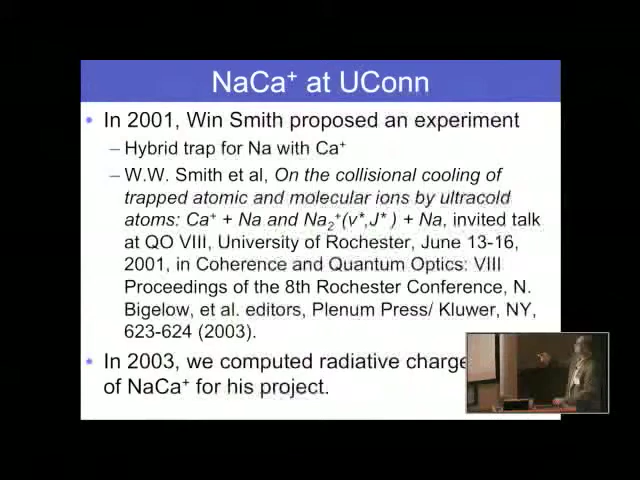 NaCa⁺ at UConn
• In 2001, Win Smith proposed an experiment
– Hybrid trap for Na with Ca⁺
– W.W. Smith et al, On the collisional cooling of
trapped atomic and molecular ions by ultracold
atoms: Ca⁺ + Na and Na₂⁺(v*,J* ) + Na, invited talk
at QO VIII, University of Rochester, June 13-16,
2001, in Coherence and Quantum Optics: VIII
Proceedings of the 8th Rochester Conference, N.
Bigelow, et al. editors, Plenum Press/ Kluwer, NY,
623-624 (2003).
• In 2003, we computed radiative charge
of NaCa⁺ for his project.